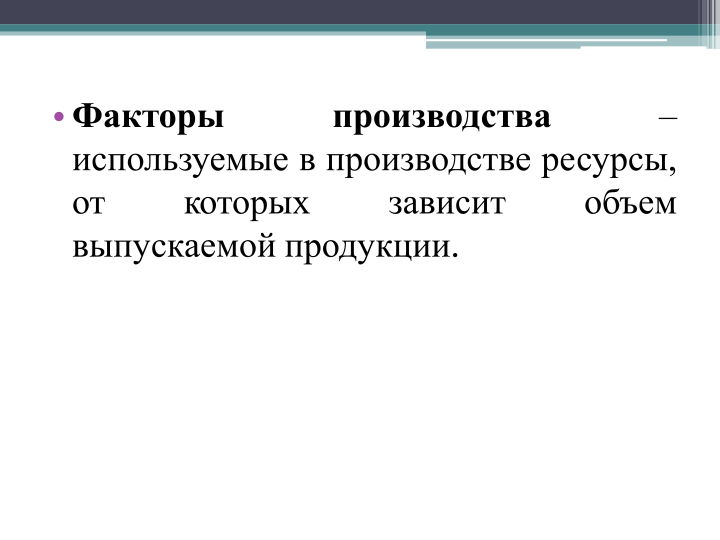 • Факторы производства –
используемые в производстве ресурсы,
от которых зависит объем
выпускаемой продукции.